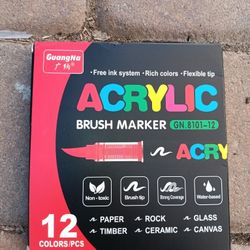 GuangNa
• Free ink system • Rich colors • Flexible tip
ACRYLIC
BRUSH MARKER GN.8101-12
ACRY
Non-toxic Brush tip Strong Coverage Water-based
12
COLORS/PCS
✓ PAPER ✓ ROCK ✓ GLASS
✓ TIMBER ✓ CERAMIC ✓ CANVAS